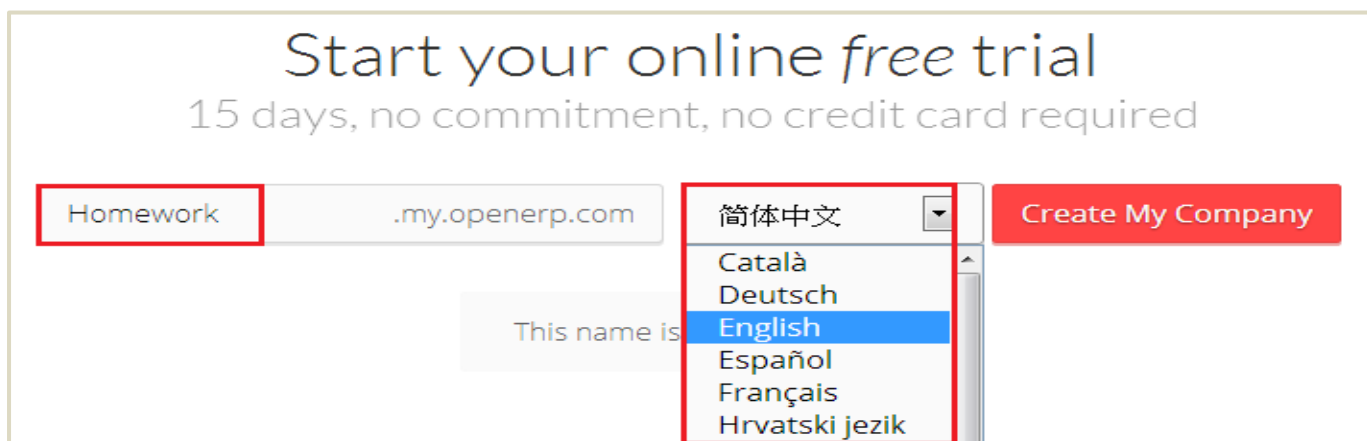 Start your online free trial
15 days, no commitment, no credit card required
Homework .my.openerp.com 简体中文 Create My Company
Català
Deutsch
This name is English
Español
Français
Hrvatski jezik